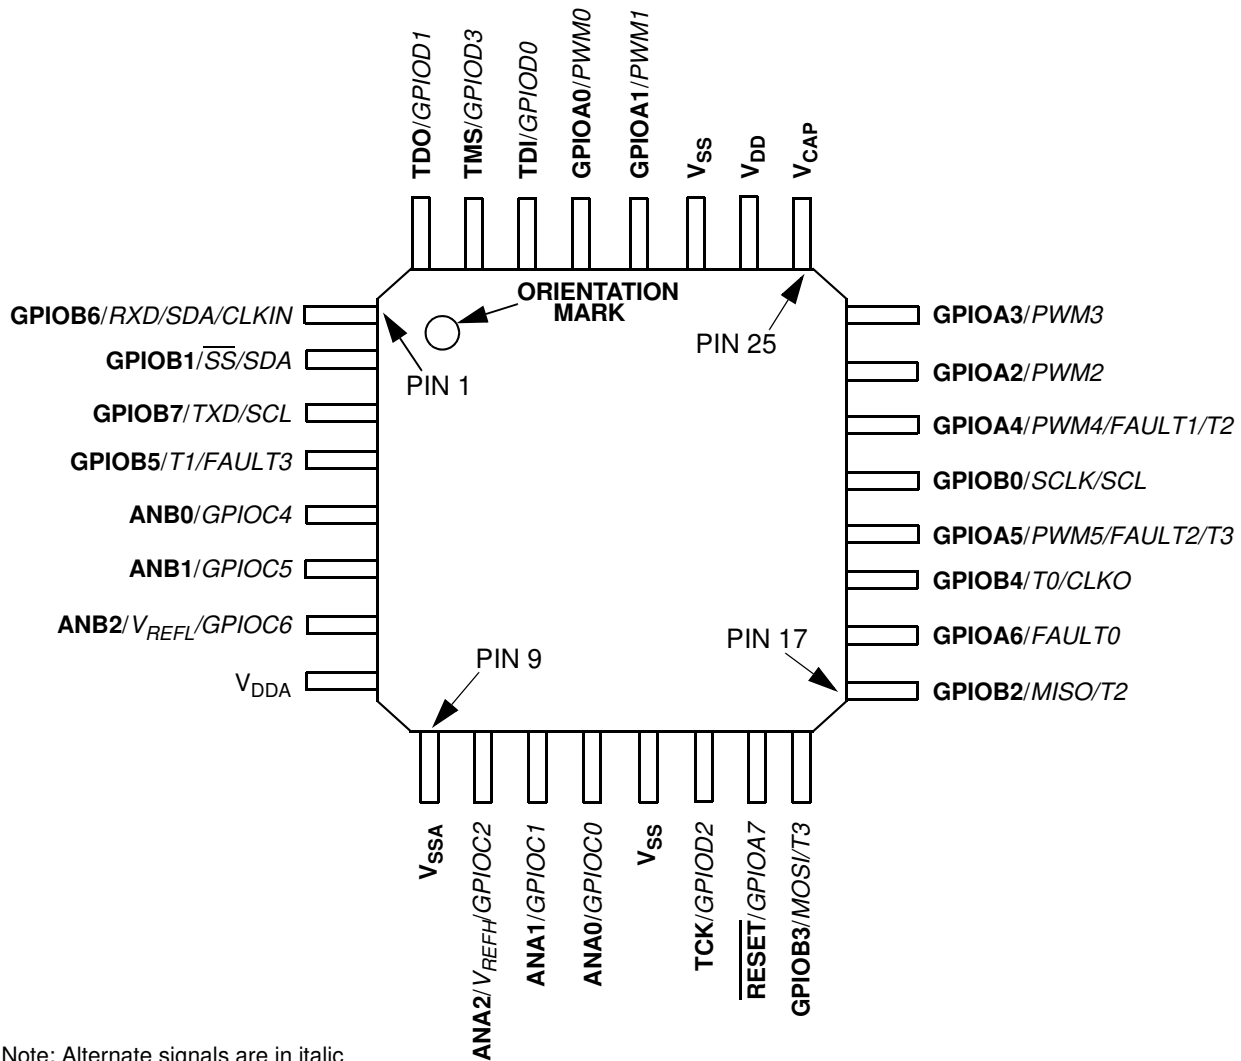 TDO/GPIOD1
TMS/GPIOD3
TDI/GPIOD0
GPIOA0/PWM0
GPIOA1/PWM1
VSS
VDD
VCAP
ORIENTATION
MARK
PIN 25
PIN 1
GPIOB6/RXD/SDA/CLKIN
GPIOB1/SS/SDA
GPIOB7/TXD/SCL
GPIOB5/T1/FAULT3
ANB0/GPIOC4
ANB1/GPIOC5
ANB2/VREFL/GPIOC6
VDDA
GPIOA3/PWM3
GPIOA2/PWM2
GPIOA4/PWM4/FAULT1/T2
GPIOB0/SCLK/SCL
GPIOA5/PWM5/FAULT2/T3
GPIOB4/T0/CLKO
GPIOA6/FAULT0
GPIOB2/MISO/T2
PIN 17
PIN 9
VSSA
ANA2/VREFH/GPIOC2
ANA1/GPIOC1
ANA0/GPIOC0
VSS
TCK/GPIOD2
RESET/GPIOA7
GPIOB3/MOSI/T3
Note: Alternate signals are in italic